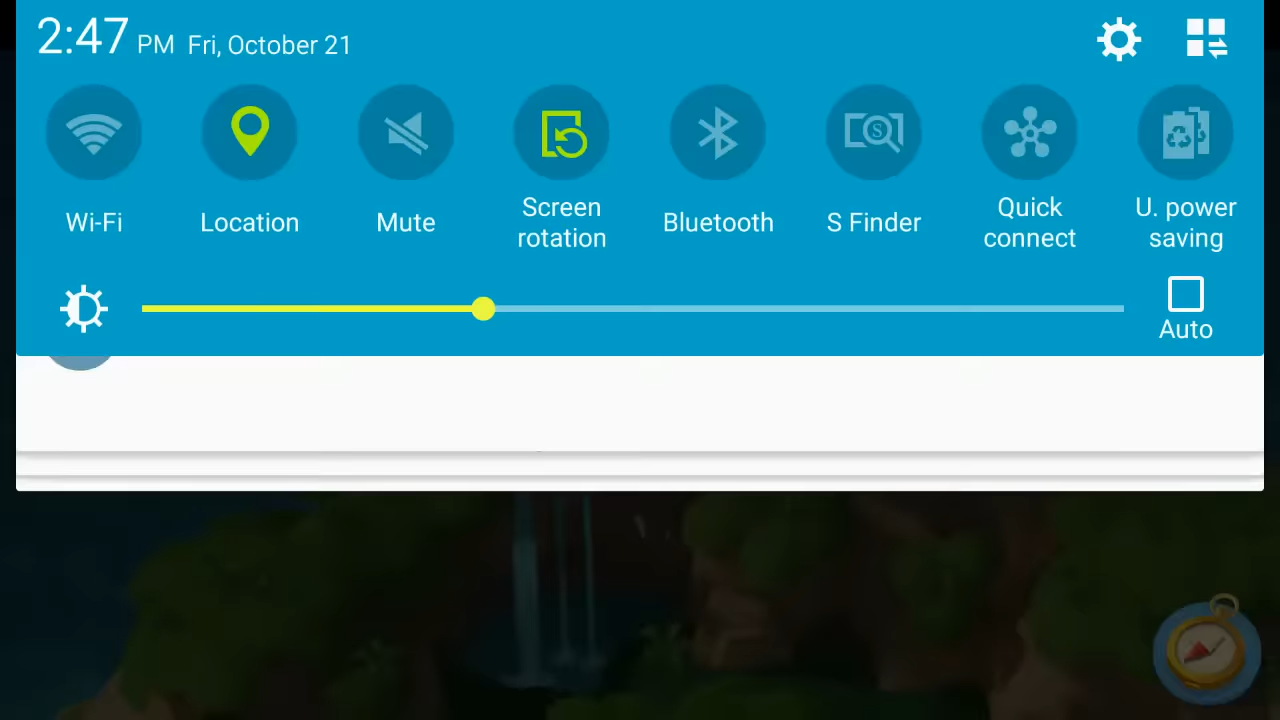 2:47 PM Fri, October 21
Wi-Fi
Location
Mute
Screen
rotation
Bluetooth
S Finder
Quick
connect
U. power
saving
Auto